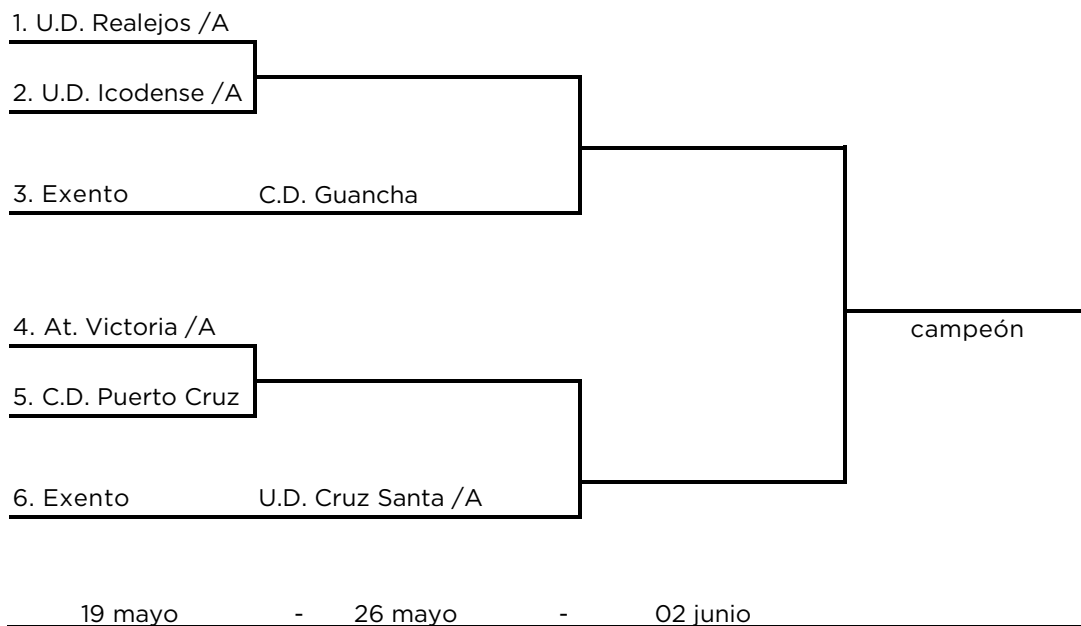 1. U.D. Realejos /A
2. U.D. Icodense /A
3. Exento C.D. Guancha
4. At. Victoria /A
campeón
5. C.D. Puerto Cruz
6. Exento U.D. Cruz Santa /A
19 mayo - 26 mayo - 02 junio